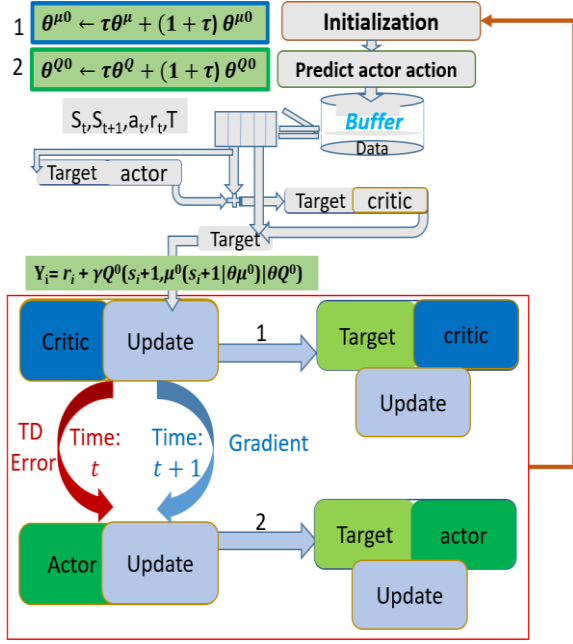 1 θ^μ0 ← τθ^μ + (1 + τ) θ^μ0
Initialization
2 θ^Q0 ← τθ^Q + (1 + τ) θ^Q0
Predict actor action
S_t,S_t+1,a_t,r_t,T
Buffer
Data
Target actor
Target critic
Target
Y_i= r_i + γQ^0(s_i+1,μ^0(s_i+1|θμ^0)|θQ^0)
Critic Update
1
Target critic
Update
TD
Error
Time:
t
Time:
t + 1
Gradient
Actor Update
2
Target actor
Update